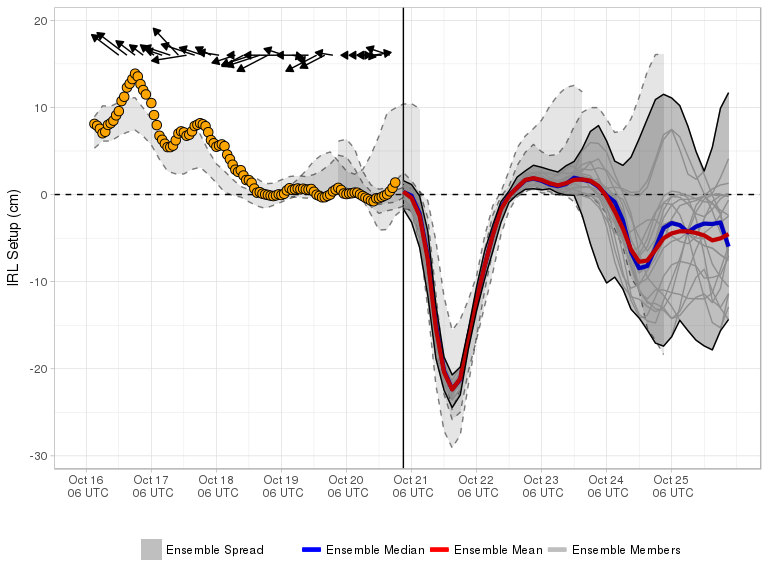 20
10
0
-10
-20
-30
IRL Setup (cm)
Oct 16 Oct 17 Oct 18 Oct 19 Oct 20 Oct 21 Oct 22 Oct 23 Oct 24 Oct 25
06 UTC 06 UTC 06 UTC 06 UTC 06 UTC 06 UTC 06 UTC 06 UTC 06 UTC 06 UTC
Ensemble Spread Ensemble Median Ensemble Mean Ensemble Members